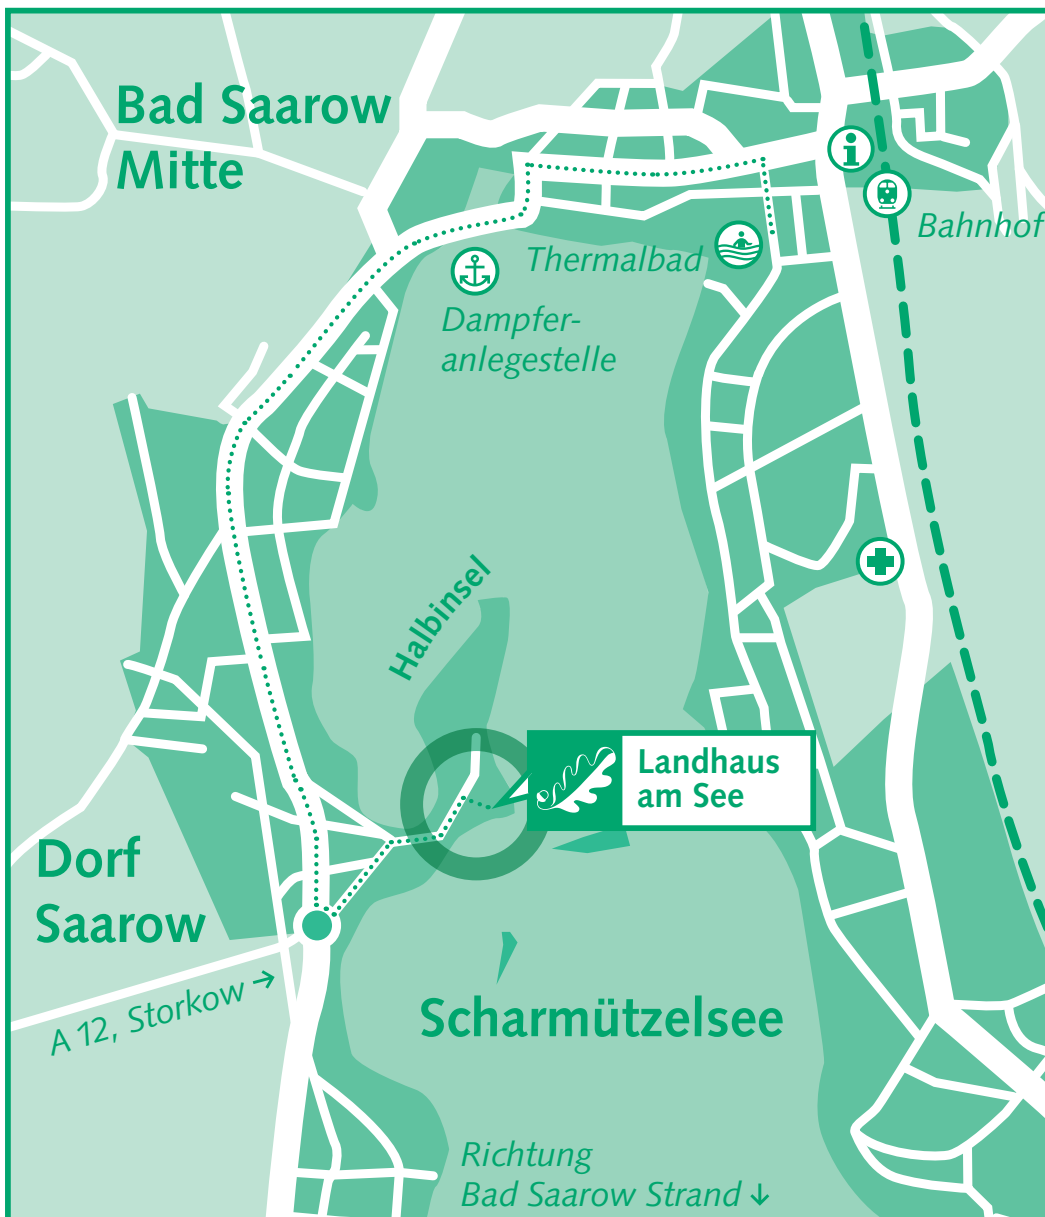 Bad Saarow
Mitte
Bahnhof
Thermalbad
Dampfer-
anlegestelle
Halbinsel
Landhaus
am See
Dorf
Saarow
A 12, Storkow →
Scharmützelsee
Richtung
Bad Saarow Strand ↓